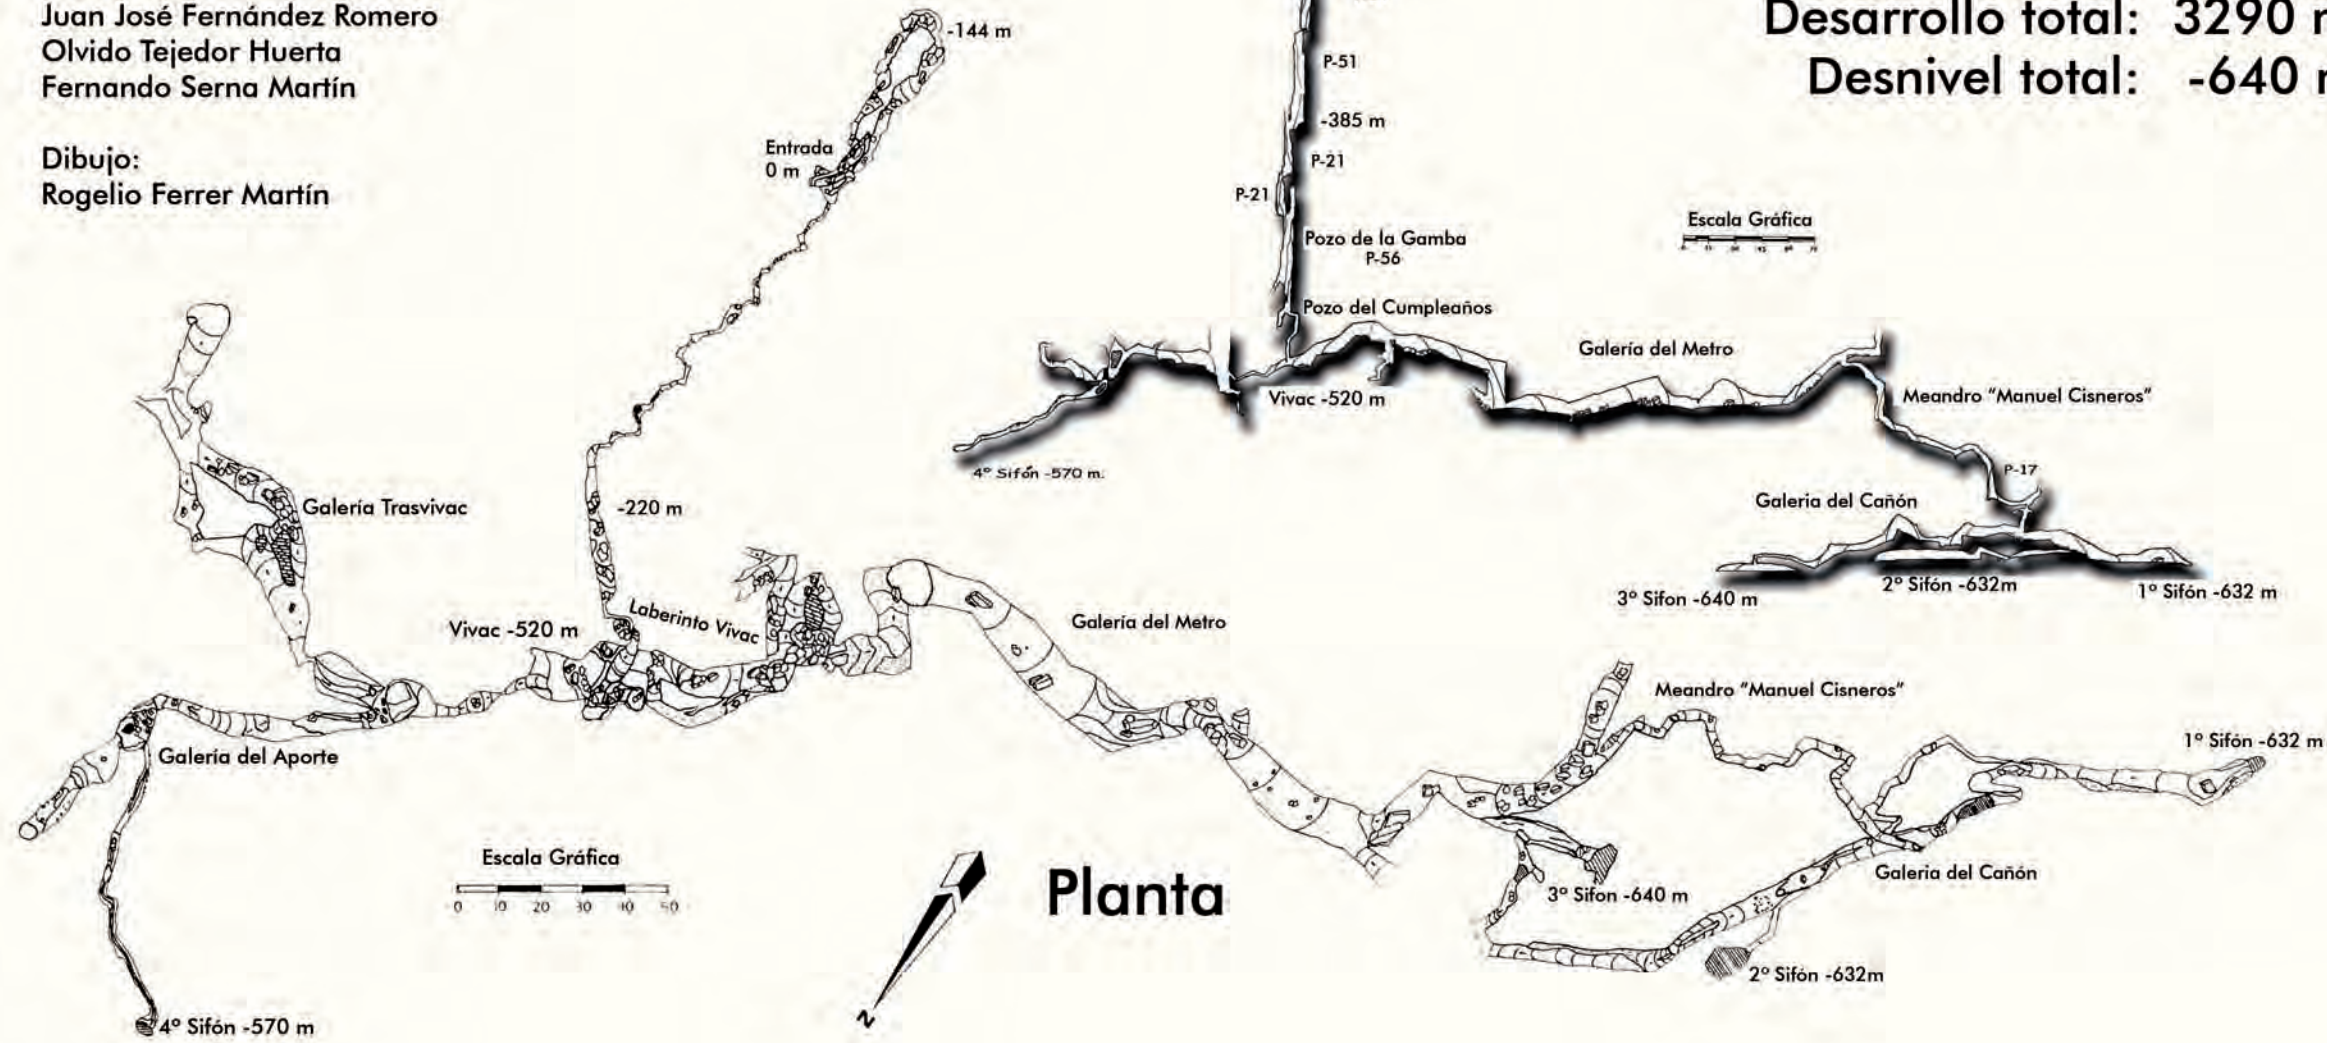 Juan José Fernández Romero
Olvido Tejedor Huerta
Fernando Serna Martín
Dibujo:
Rogelio Ferrer Martín
Desarrollo total: 3290
Desnivel total: -640
-144 m
Entrada
0 m
P-51
-385 m
P-21
P-21
Pozo de la Gamba
P-56
Pozo del Cumpleaños
Escala Gráfica
Galería del Metro
Vivac -520 m
Meandro "Manuel Cisneros"
4º Sifón -570 m.
P-17
Galeria del Cañón
3º Sifon -640 m
2º Sifón -632m
1º Sifón -632 m
Galería Trasvivac
-220 m
Vivac -520 m
Laberinto Vivac
Galería del Metro
Meandro "Manuel Cisneros"
1º Sifón -632 m
Galería del Aporte
Escala Gráfica
0 10 20 30 40 50
Planta
N
3º Sifon -640 m
Galeria del Cañón
2º Sifón -632m
4º Sifón -570 m